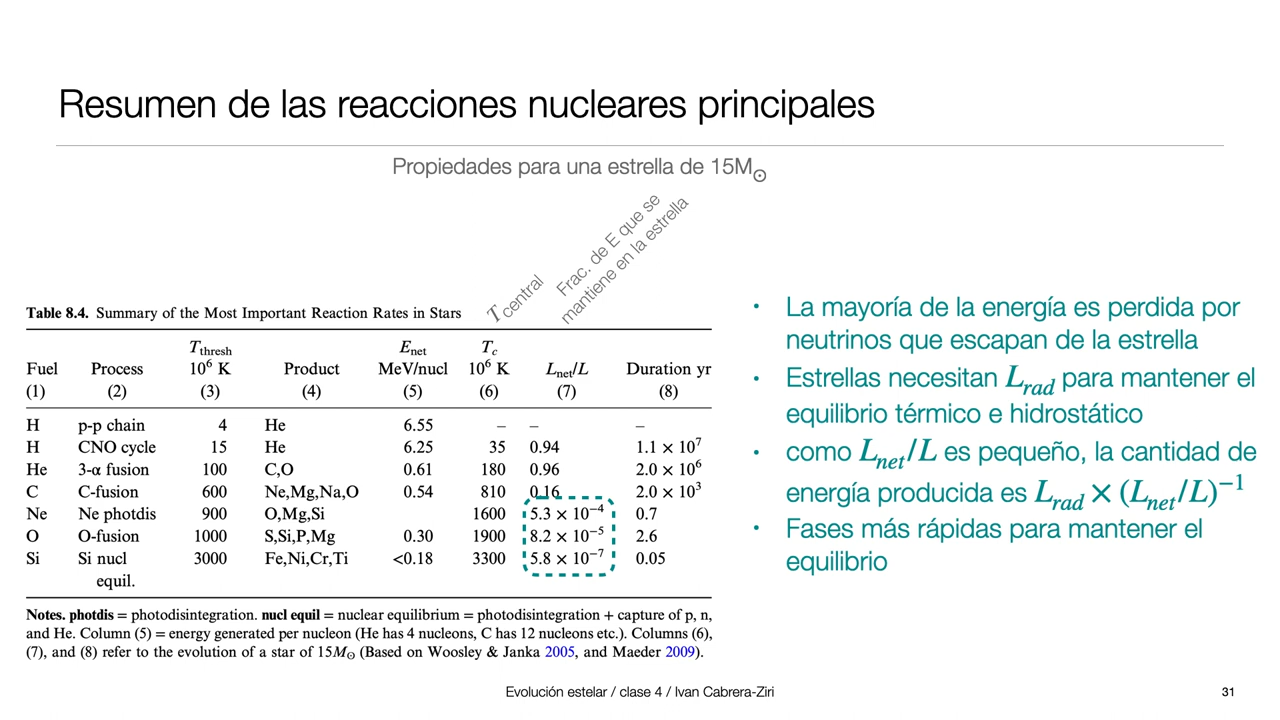 Resumen de las reacciones nucleares principales
Propiedades para una estrella de 15M⊙
T central
Frac. de E que se
mantiene en la estrella
Table 8.4. Summary of the Most Important Reaction Rates in Stars
T_thresh E_net T_c
Fuel Process 10⁶ K Product MeV/nucl 10⁶ K L_net/L Duration yr
(1) (2) (3) (4) (5) (6) (7) (8)
H p-p chain 4 He 6.55 – – –
H CNO cycle 15 He 6.25 35 0.94 1.1 × 10⁷
He 3-α fusion 100 C,O 0.61 180 0.96 2.0 × 10⁶
C C-fusion 600 Ne,Mg,Na,O 0.54 810 0.16 2.0 × 10³
Ne Ne photdis 900 O,Mg,Si 1600 5.3 × 10⁻⁴ 0.7
O O-fusion 1000 S,Si,P,Mg 0.30 1900 8.2 × 10⁻⁵ 2.6
Si Si nucl 3000 Fe,Ni,Cr,Ti <0.18 3300 5.8 × 10⁻⁷ 0.05
equil.
Notes. photdis = photodisintegration. nucl equil = nuclear equilibrium = photodisintegration + capture of p, n,
and He. Column (5) = energy generated per nucleon (He has 4 nucleons, C has 12 nucleons etc.). Columns (6),
(7), and (8) refer to the evolution of a star of 15M⊙ (Based on Woosley & Janka 2005, and Maeder 2009).
• La mayoría de la energía es perdida por
neutrinos que escapan de la estrella
• Estrellas necesitan L_rad para mantener el
equilibrio térmico e hidrostático
• como L_net/L es pequeño, la cantidad de
energía producida es L_rad × (L_net/L)⁻¹
• Fases más rápidas para mantener el
equilibrio
Evolución estelar / clase 4 / Ivan Cabrera-Ziri
31